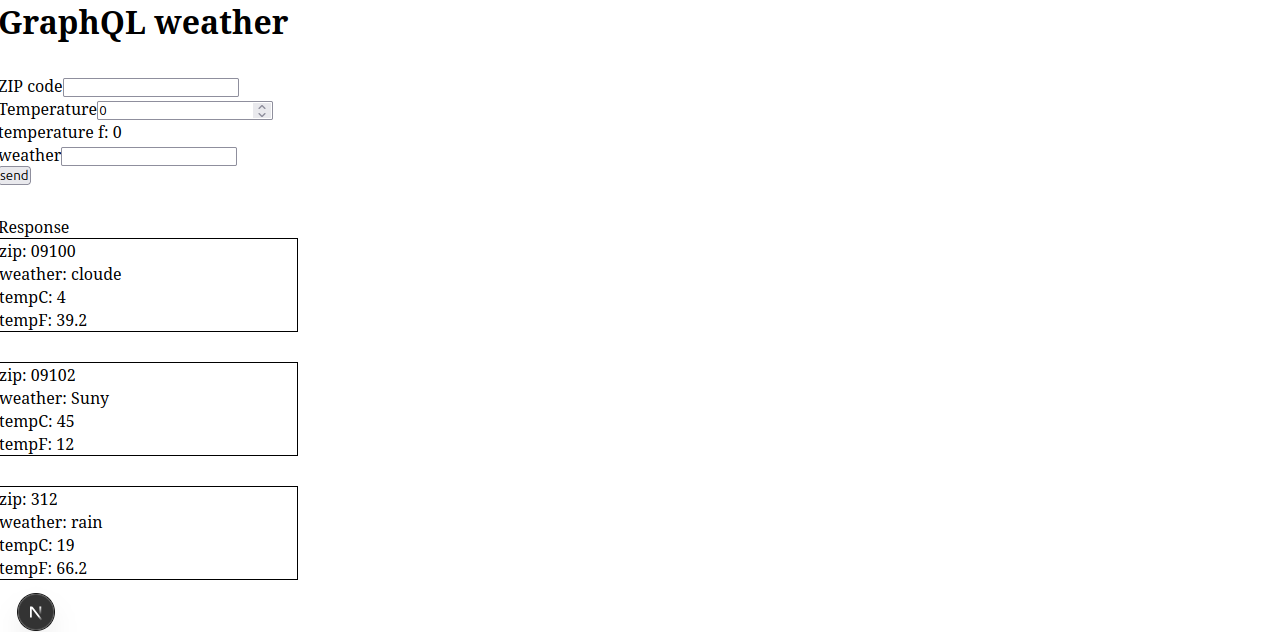 GraphQL weather
ZIP code
Temperature 0
temperature f: 0
weather
send
Response
zip: 09100
weather: cloude
tempC: 4
tempF: 39.2
zip: 09102
weather: Suny
tempC: 45
tempF: 12
zip: 312
weather: rain
tempC: 19
tempF: 66.2
N